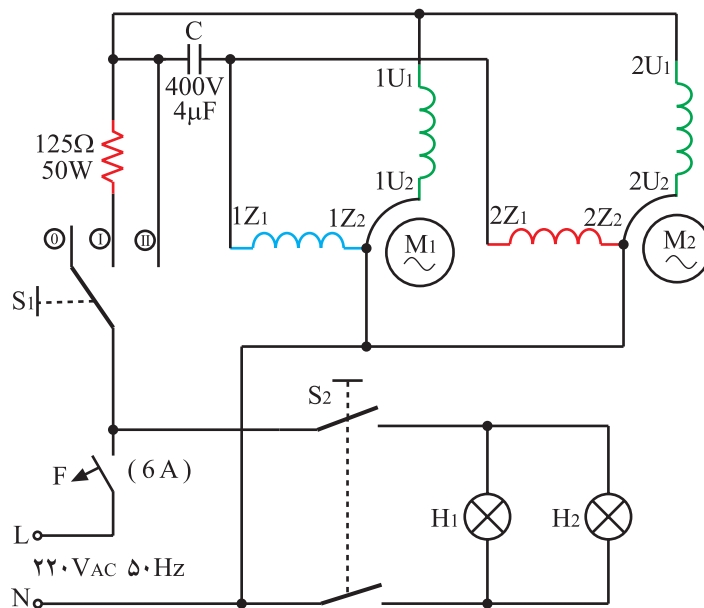 C
400V
4µF
1U1
2U1
125Ω
50W
1U2
2U2
0 I II
1Z1 1Z2
2Z1 2Z2
M1
M2
S1
S2
F (6A)
H1
H2
L
۲۲۰VAC ۵۰Hz
N